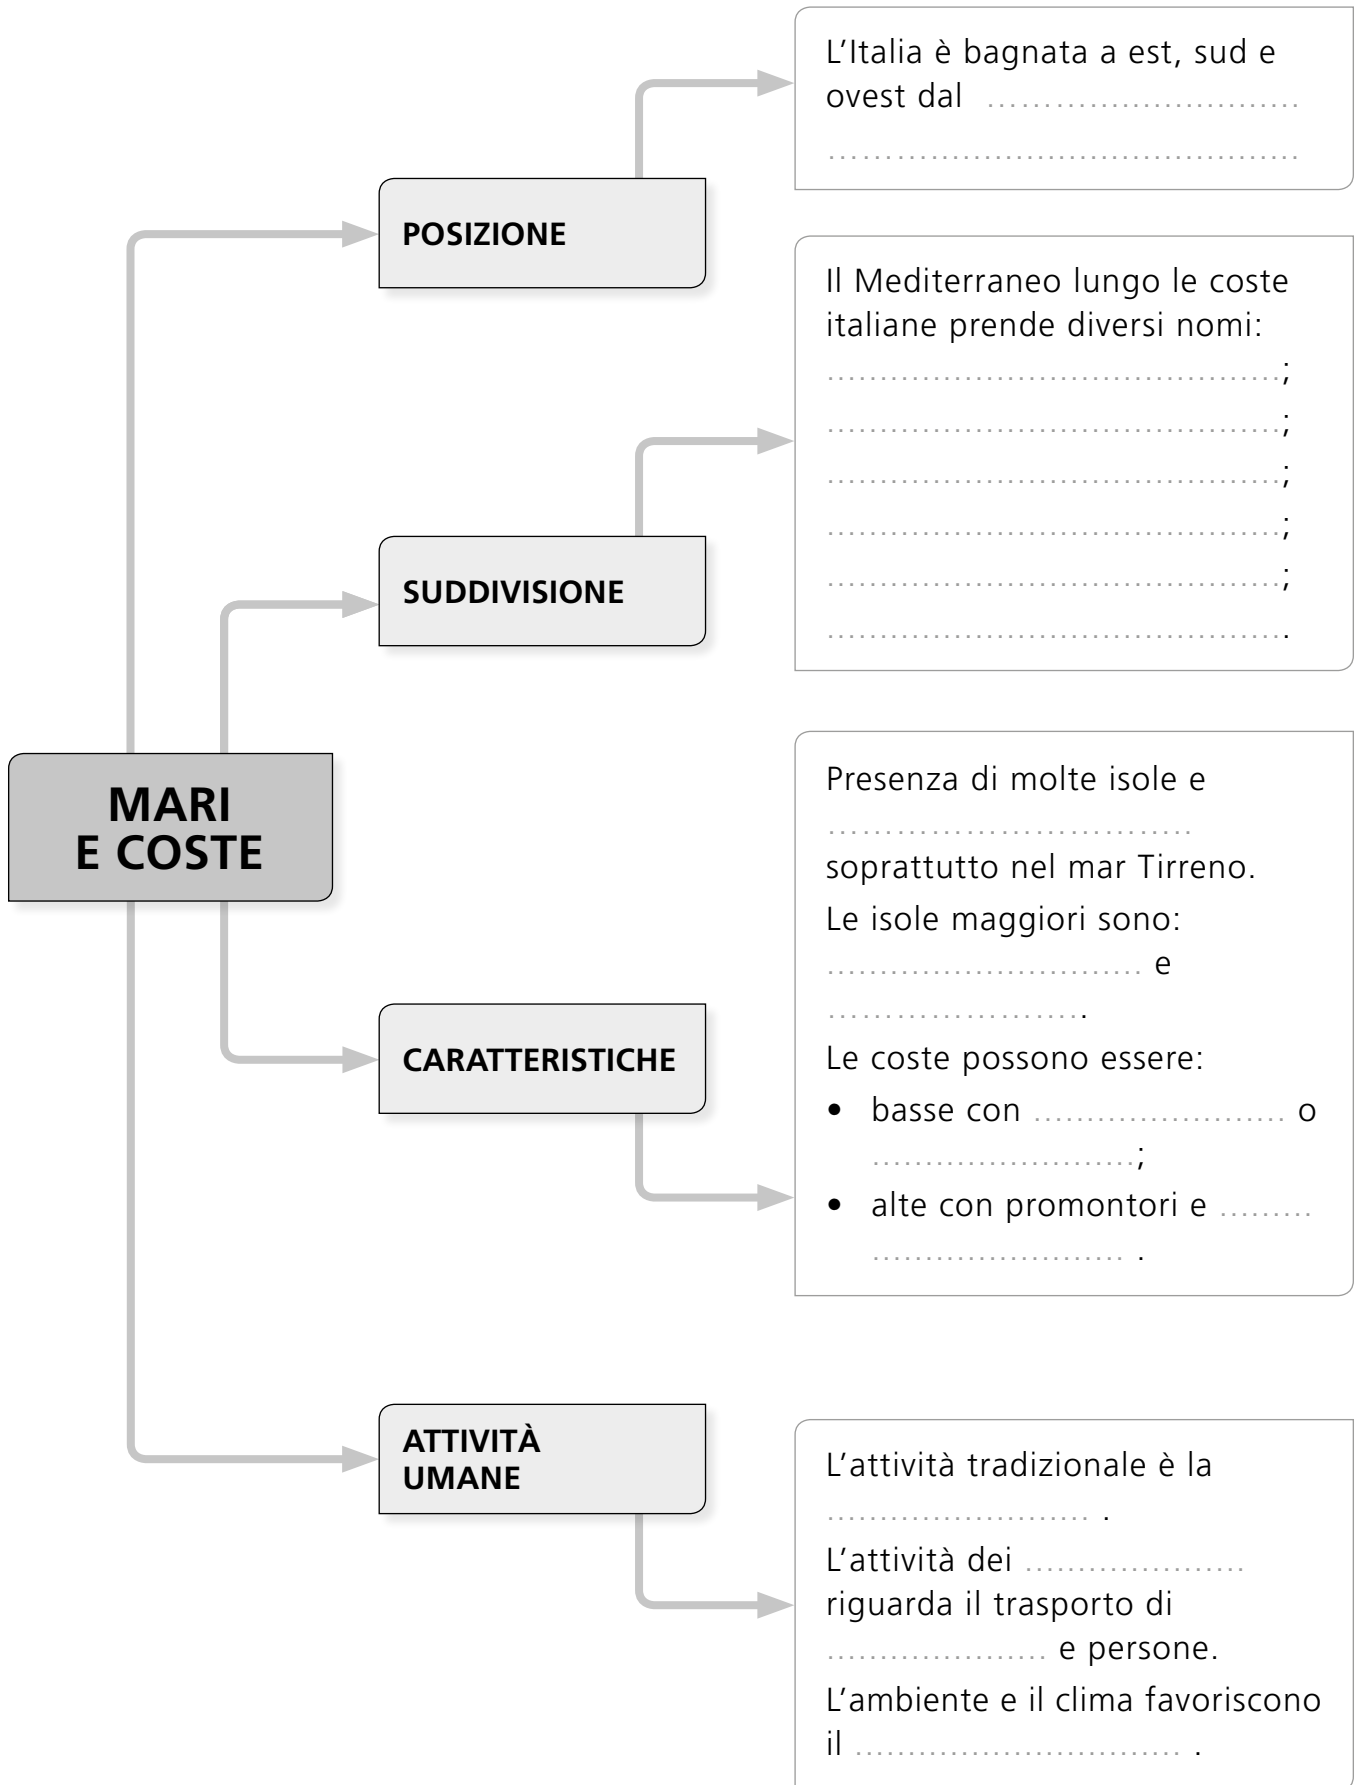 L'Italia è bagnata a est, sud e
ovest dal ..............................
.............................................
POSIZIONE
Il Mediterraneo lungo le coste
italiane prende diversi nomi:
............................................;
............................................;
............................................;
............................................;
............................................;
.............................................
SUDDIVISIONE
MARI
E COSTE
Presenza di molte isole e
...................................
soprattutto nel mar Tirreno.
Le isole maggiori sono:
.............................. e
........................
Le coste possono essere:
• basse con ........................ o
.........................;
• alte con promontori e .........
........................ .
CARATTERISTICHE
ATTIVITÀ
UMANE
L'attività tradizionale è la
......................... .
L'attività dei .....................
riguarda il trasporto di
..................... e persone.
L'ambiente e il clima favoriscono
il ............................... .